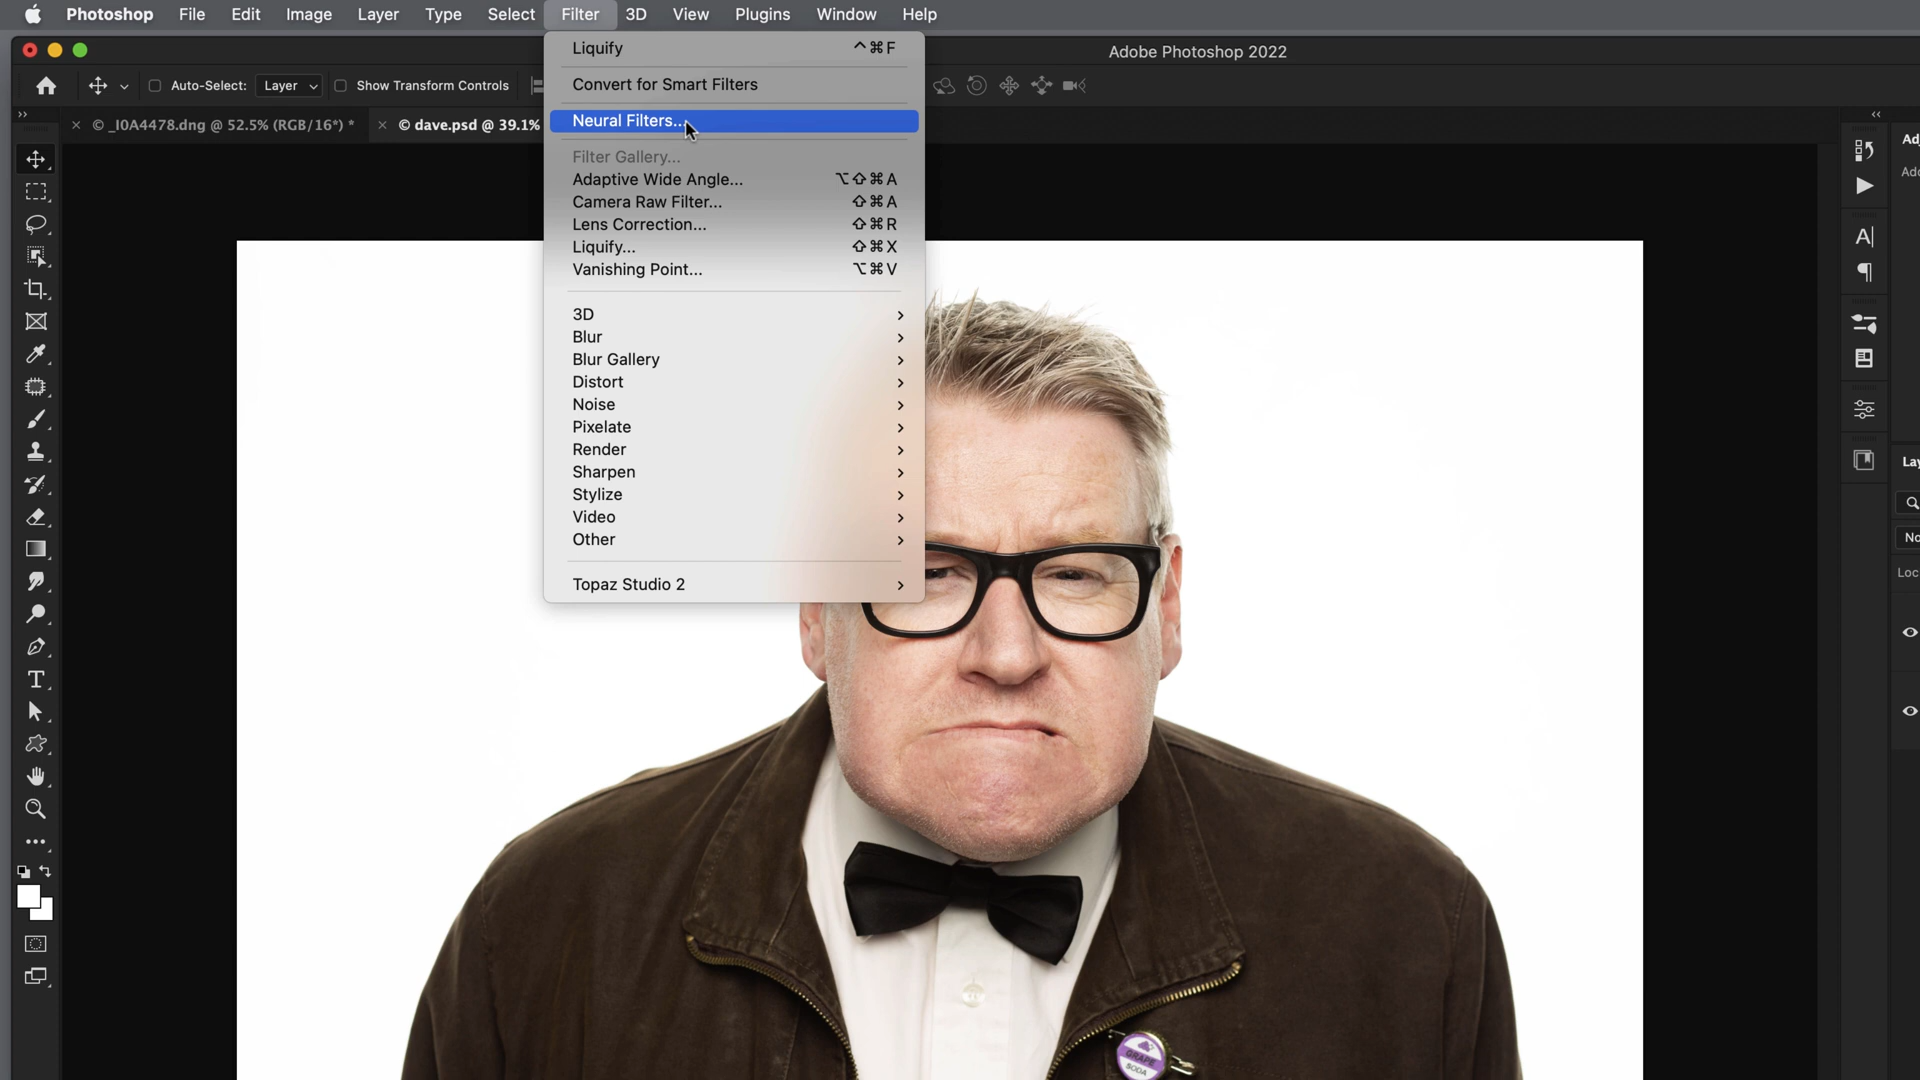 Photoshop File Edit Image Layer Type Select Filter 3D View Plugins Window Help
Adobe Photoshop 2022
Auto-Select: Layer Show Transform Controls
× © _I0A4478.dng @ 52.5% (RGB/16*) * × © dave.psd @ 39.1%
Liquify ^⌘F
Convert for Smart Filters
Neural Filters...
Filter Gallery...
Adaptive Wide Angle... ⌥⇧⌘A
Camera Raw Filter... ⇧⌘A
Lens Correction... ⇧⌘R
Liquify... ⇧⌘X
Vanishing Point... ⌥⌘V
3D
Blur
Blur Gallery
Distort
Noise
Pixelate
Render
Sharpen
Stylize
Video
Other
Topaz Studio 2
GRAPE
SODA